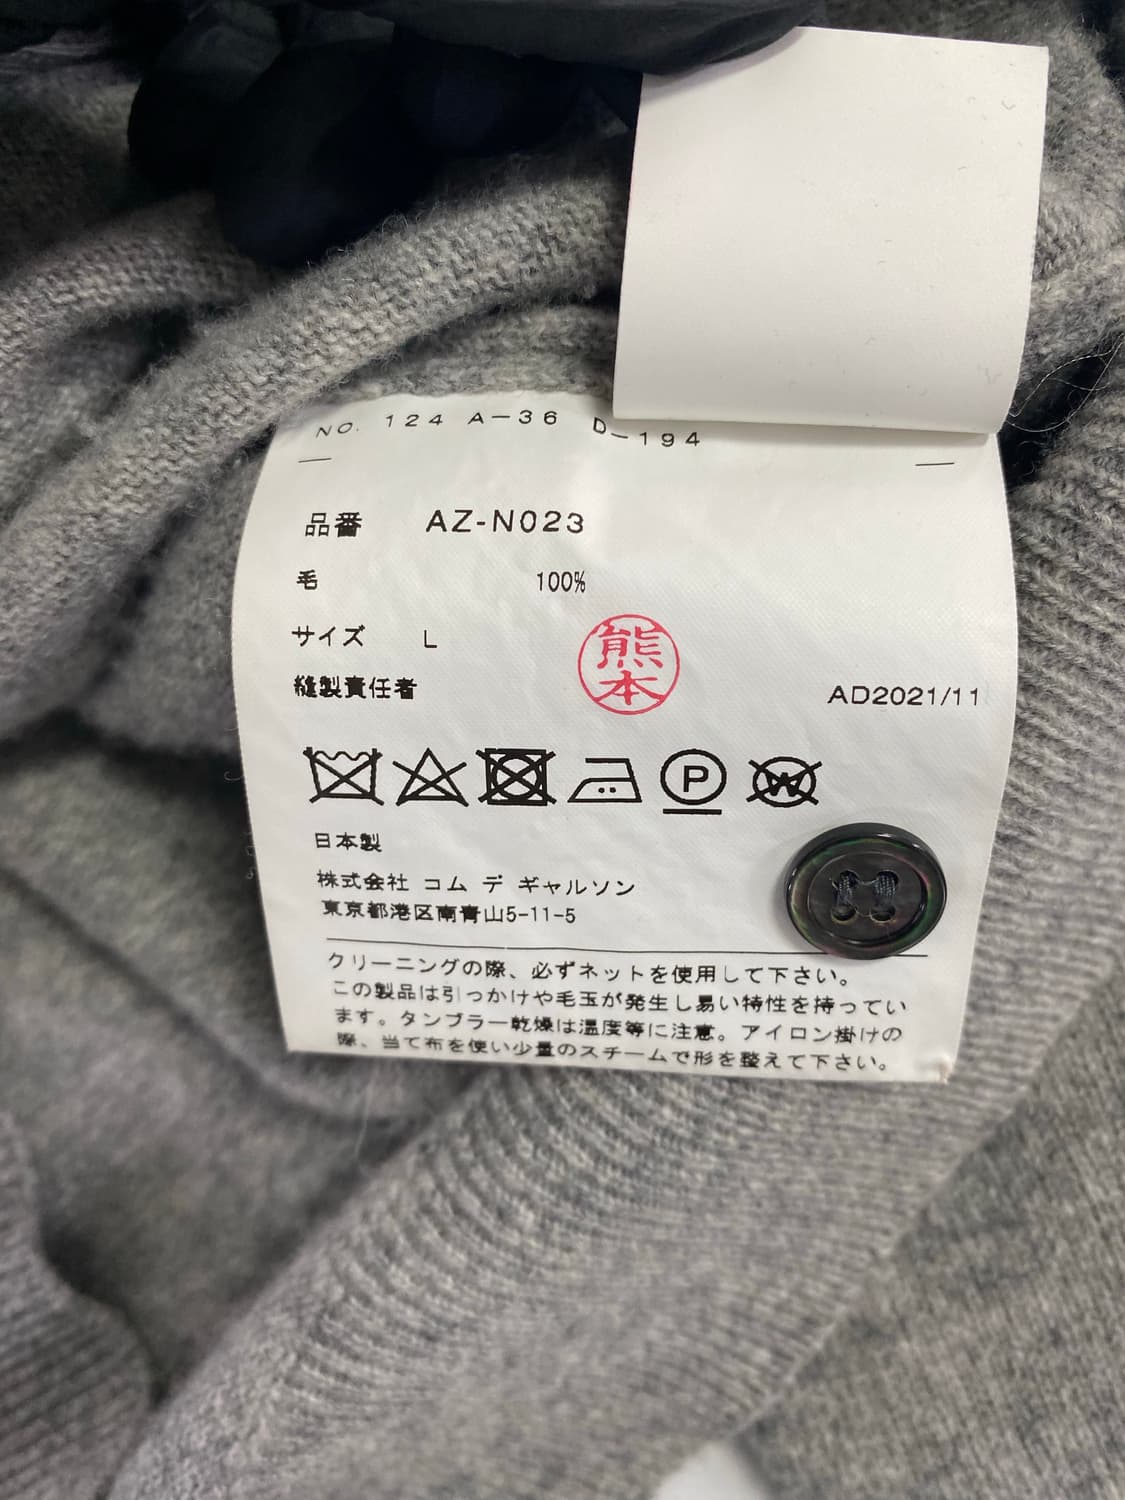 NO. 124 A-36 D-194
品番 AZ-N023
毛 100%
サイズ L
縫製責任者 熊本 AD2021/11
P W
日本製
株式会社 コム デ ギャルソン
東京都港区南青山5-11-5
クリーニングの際、必ずネットを使用して下さい。
この製品は引っかけや毛玉が発生し易い特性を持ってい
ます。タンブラー乾燥は温度等に注意。アイロン掛けの
際、当て布を使い少量のスチームで形を整えて下さい。